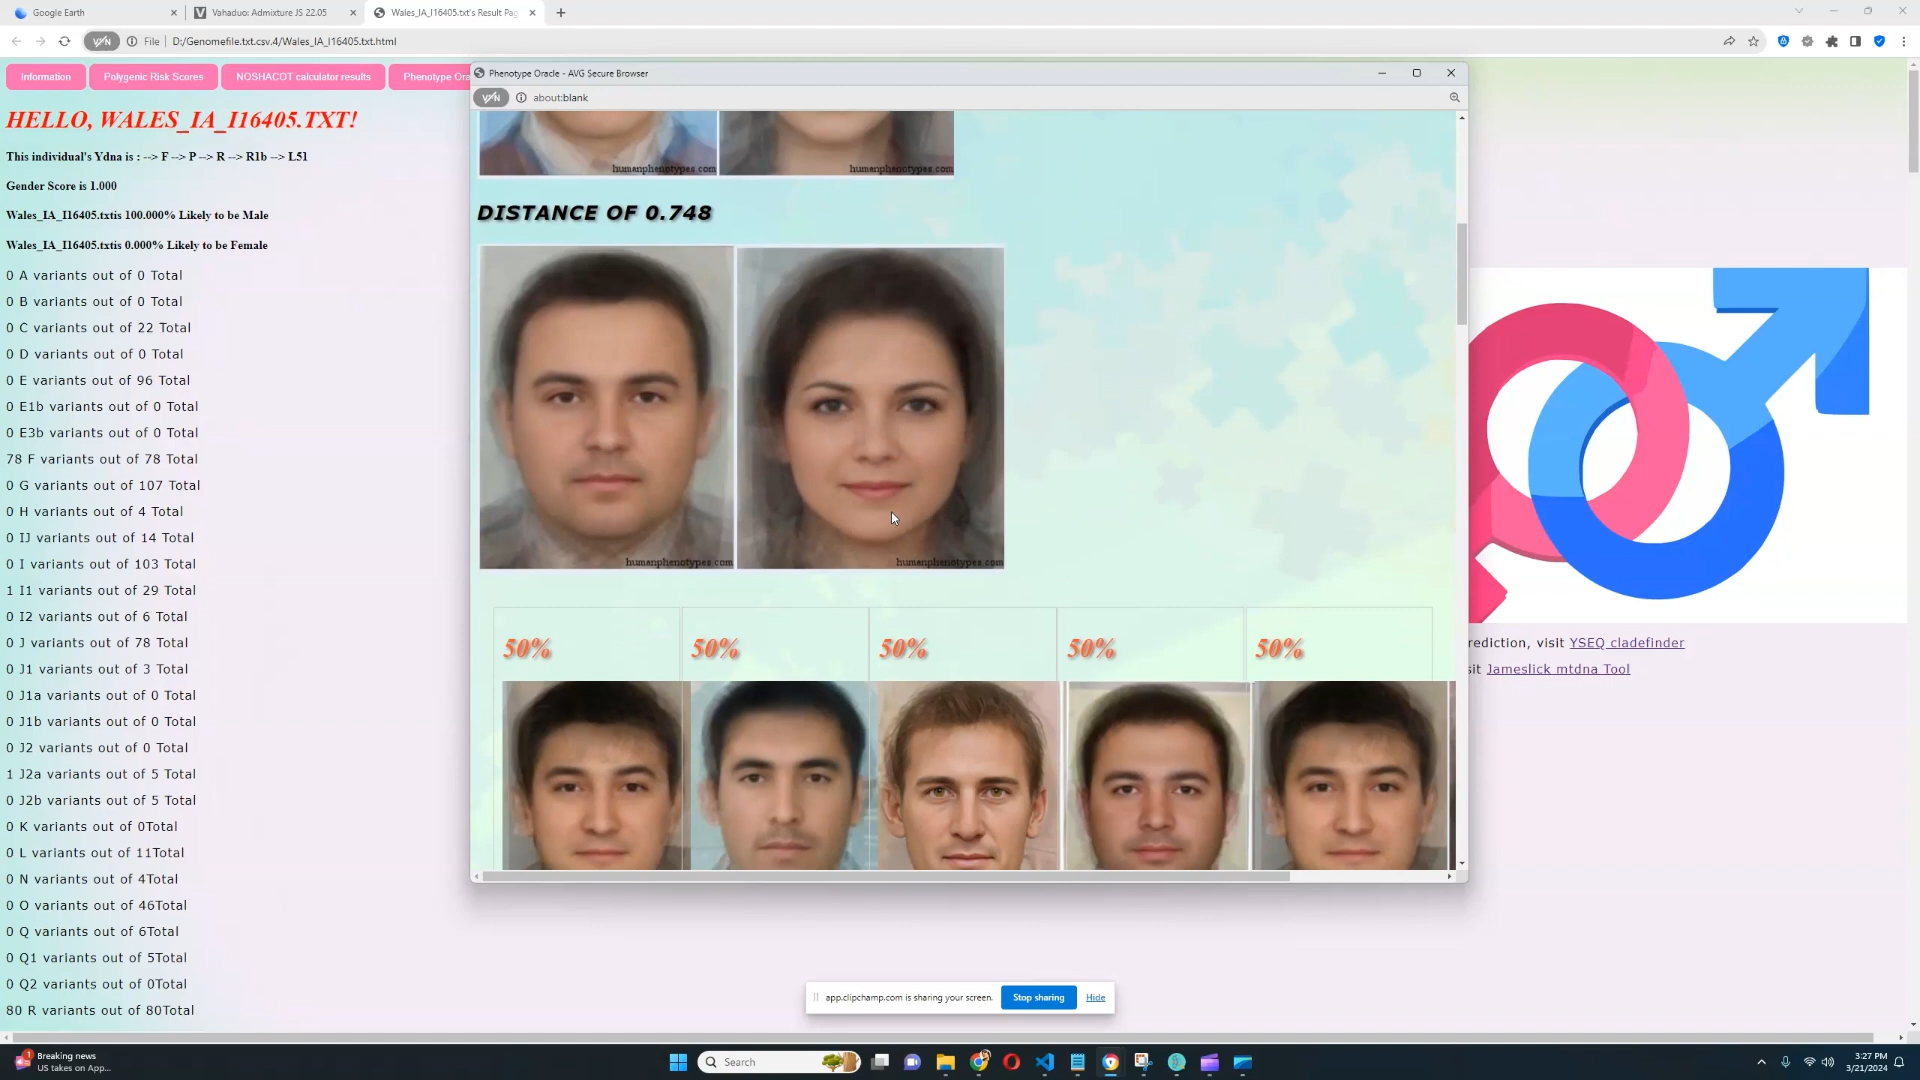 Google Earth
Vahaduo: Admixture JS 22.05
Wales_IA_I16405.txt's Result Pa
VPN
File
D:/Genomefile.txt.csv.4/Wales_IA_I16405.txt.html
Information
Polygenic Risk Scores
NOSHACOT calculator results
Phenotype Ora
HELLO, WALES_IA_I16405.TXT!
This individual's Ydna is : --> F --> P --> R --> R1b --> L51
Gender Score is 1.000
Wales_IA_I16405.txtis 100.000% Likely to be Male
Wales_IA_I16405.txtis 0.000% Likely to be Female
0 A variants out of 0 Total
0 B variants out of 0 Total
0 C variants out of 22 Total
0 D variants out of 0 Total
0 E variants out of 96 Total
0 E1b variants out of 0 Total
0 E3b variants out of 0 Total
78 F variants out of 78 Total
0 G variants out of 107 Total
0 H variants out of 4 Total
0 IJ variants out of 14 Total
0 I variants out of 103 Total
1 I1 variants out of 29 Total
0 I2 variants out of 6 Total
0 J variants out of 78 Total
0 J1 variants out of 3 Total
0 J1a variants out of 0 Total
0 J1b variants out of 0 Total
0 J2 variants out of 0 Total
1 J2a variants out of 5 Total
0 J2b variants out of 5 Total
0 K variants out of 0Total
0 L variants out of 11Total
0 N variants out of 4Total
0 O variants out of 46Total
0 Q variants out of 6Total
0 Q1 variants out of 5Total
0 Q2 variants out of 0Total
80 R variants out of 80Total
Phenotype Oracle - AVG Secure Browser
VPN
about:blank
humanphenotypes.com
humanphenotypes.com
DISTANCE OF 0.748
humanphenotypes.com
humanphenotypes.com
50%
50%
50%
50%
50%
rediction, visit YSEQ cladefinder
sit Jameslick mtdna Tool
app.clipchamp.com is sharing your screen.
Stop sharing
Hide
1
Breaking news
US takes on App...
Search
3:27 PM
3/21/2024